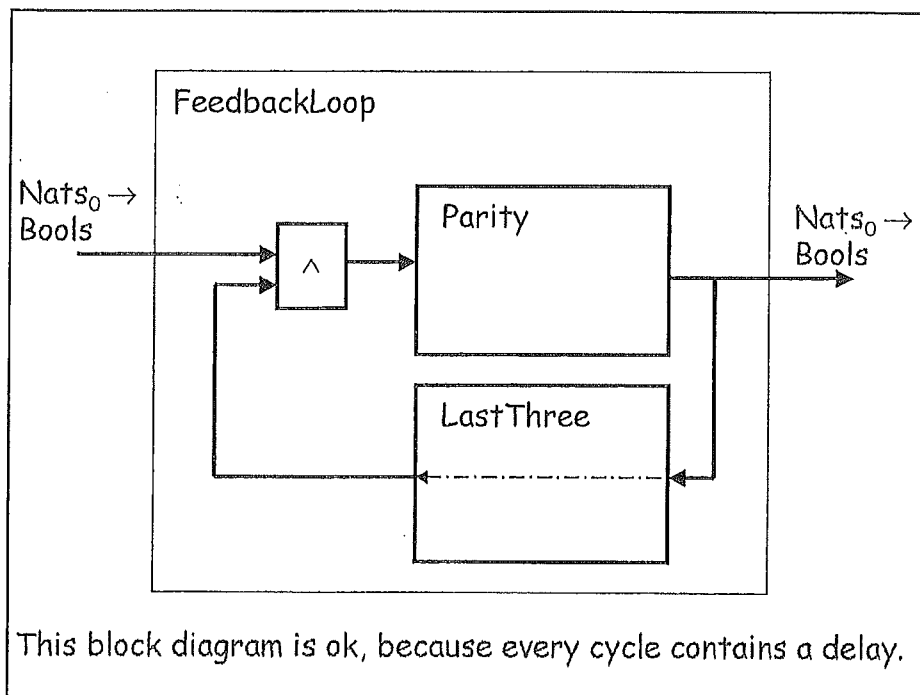 FeedbackLoop
Nats₀ →
Bools
Parity
Nats₀ →
Bools
∧
LastThree
This block diagram is ok, because every cycle contains a delay.